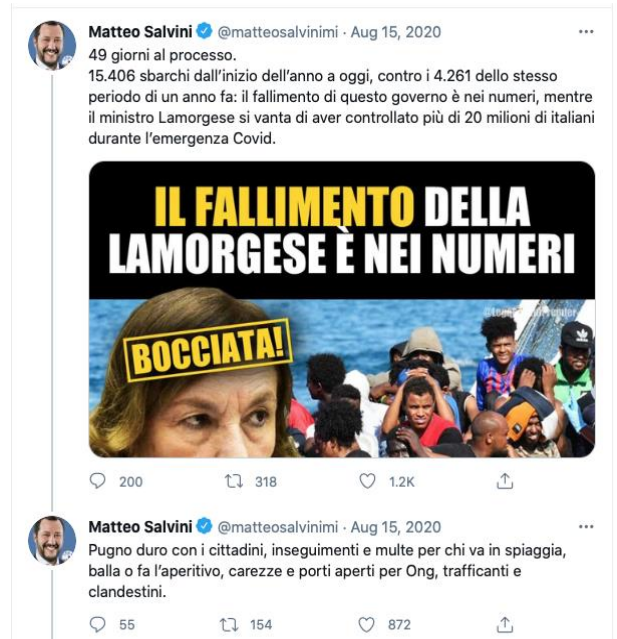 Matteo Salvini @matteosalvinimi · Aug 15, 2020
49 giorni al processo.
15.406 sbarchi dall'inizio dell'anno a oggi, contro i 4.261 dello stesso
periodo di un anno fa: il fallimento di questo governo è nei numeri, mentre
il ministro Lamorgese si vanta di aver controllato più di 20 milioni di italiani
durante l'emergenza Covid.
IL FALLIMENTO DELLA
LAMORGESE È NEI NUMERI
BOCCIATA!
200 318 1.2K
Matteo Salvini @matteosalvinimi · Aug 15, 2020
Pugno duro con i cittadini, inseguimenti e multe per chi va in spiaggia,
balla o fa l'aperitivo, carezze e porti aperti per Ong, trafficanti e
clandestini.
55 154 872